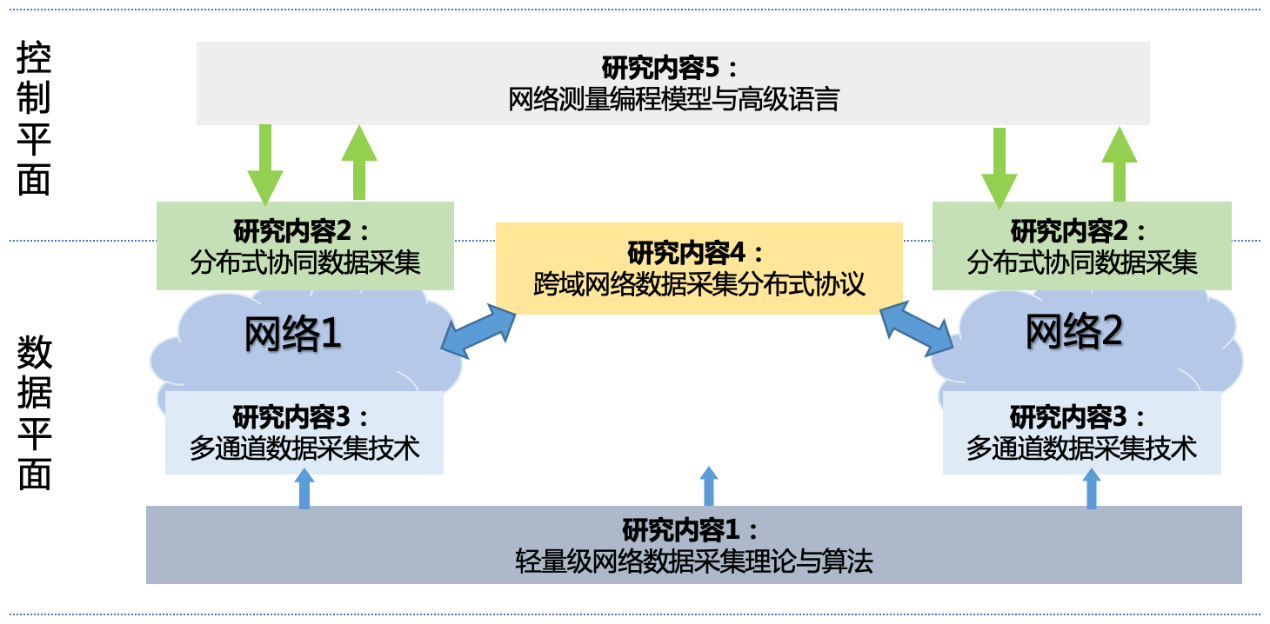 控制平面
研究内容5：
网络测量编程模型与高级语言
研究内容2：
分布式协同数据采集
研究内容4：
跨域网络数据采集分布式协议
研究内容2：
分布式协同数据采集
数据平面
网络1
网络2
研究内容3：
多通道数据采集技术
研究内容3：
多通道数据采集技术
研究内容1：
轻量级网络数据采集理论与算法